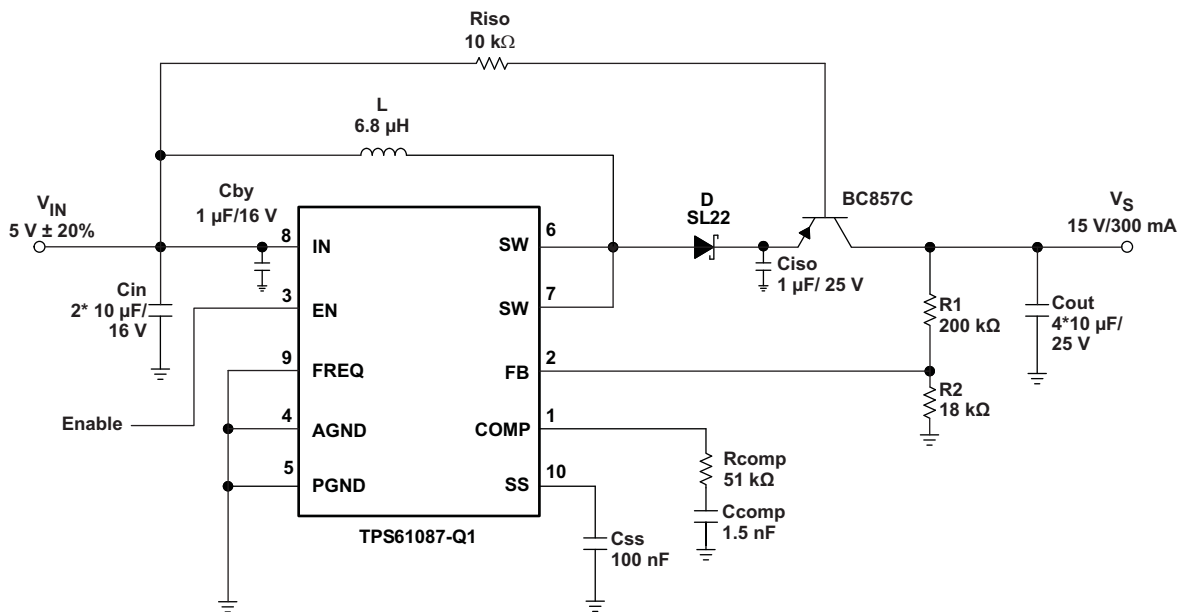 Riso
10 kΩ
L
6.8 µH
Cby
1 µF/16 V
V_IN
5 V ± 20%
D
SL22
BC857C
V_S
15 V/300 mA
8
IN
SW
6
Cin
2* 10 µF/
16 V
3
EN
SW
7
Ciso
1 µF/ 25 V
R1
200 kΩ
Cout
4*10 µF/
25 V
9
FREQ
FB
2
R2
18 kΩ
Enable
4
AGND
COMP
1
Rcomp
51 kΩ
5
PGND
SS
10
Ccomp
1.5 nF
TPS61087-Q1
Css
100 nF